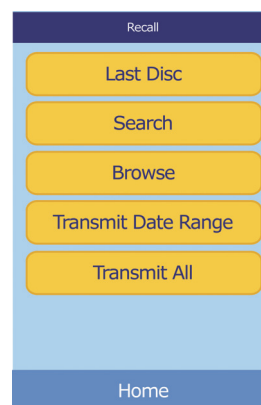 Recall
Last Disc
Search
Browse
Transmit Date Range
Transmit All
Home